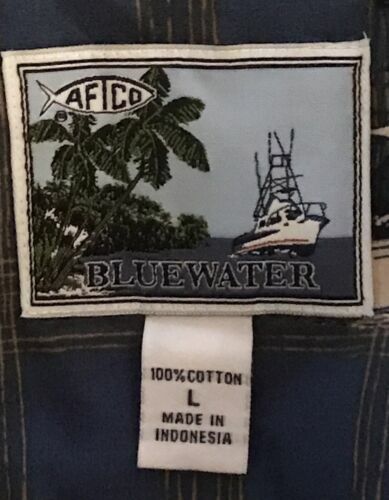 AFTCO
®
BLUEWATER
100% COTTON
L
MADE IN
INDONESIA